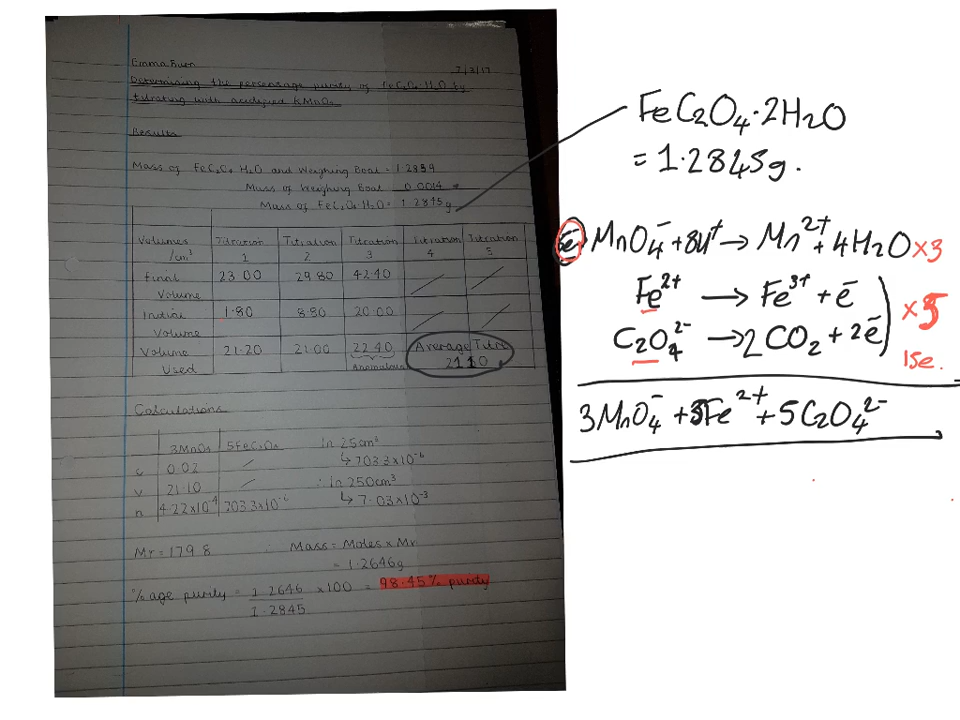 Emma Burn 2/3/17
Determining the percentage purity of FeC2O4.H2O by
titrating with acidified KMnO4
Results
Mass of FeC2O4.H2O and Weighing Boat = 1.2859
Mass of Weighing Boat 0.0014
Mass of FeC2O4.H2O = 1.2845g
Volumes /cm³ Titration 1 Titration 2 Titration 3 Titration 4 Titration 5
Final Volume 23.00 29.80 42.40 / /
Initial Volume 1.80 8.80 20.00 / /
Volume Used 21.20 21.00 22.40 Average Titre 21.10
Anomalous
Calculations
3MnO4 5FeC2O4 In 25cm³
c 0.02 / ↳ 703.3x10⁻⁶
v 21.10 / ∴ In 250cm³
n 4.22x10⁻⁴ 703.3x10⁻⁶ ↳ 7.03x10⁻³
Mr = 179.8 ∴ Mass = Moles x Mr
= 1.2646g
%age purity = 1.2646 / 1.2845 x100 = 98.45% purity
FeC2O4.2H2O
= 1.2845g.
5e⁻ MnO4⁻ + 8H⁺ → Mn²⁺ + 4H2O x3
Fe²⁺ → Fe³⁺ + e⁻
C2O4²⁻ → 2CO2 + 2e⁻ x5
15e.
3MnO4⁻ + 5Fe²⁺ + 5C2O4²⁻